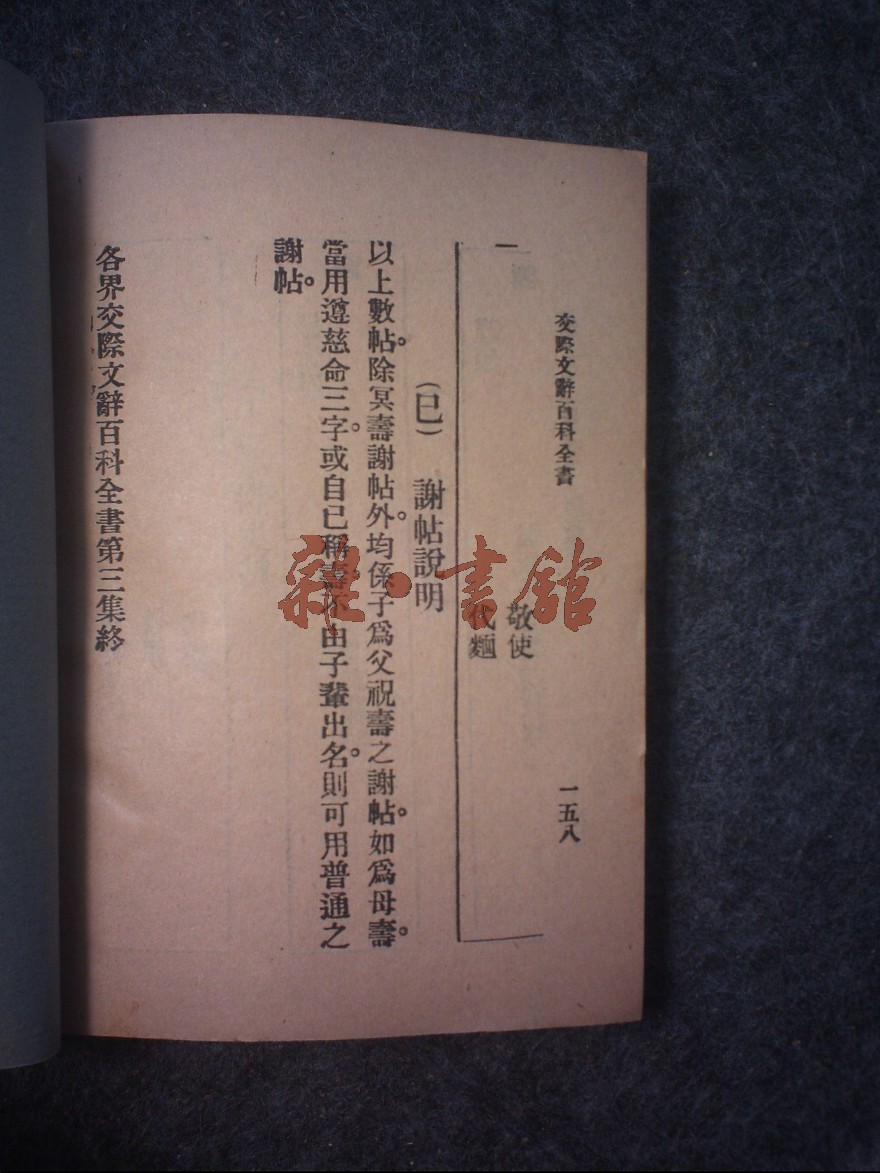 交際文辭百科全書
一五八
敬使
代麵
(巳) 謝帖說明
以上數帖。除冥壽謝帖外。均係子爲父祝壽之謝帖。如爲母壽。
當用遵慈命三字。或自已稱壽。不由子輩出名。則可用普通之
謝帖。
各界交際文辭百科全書第三集終
雜·書館